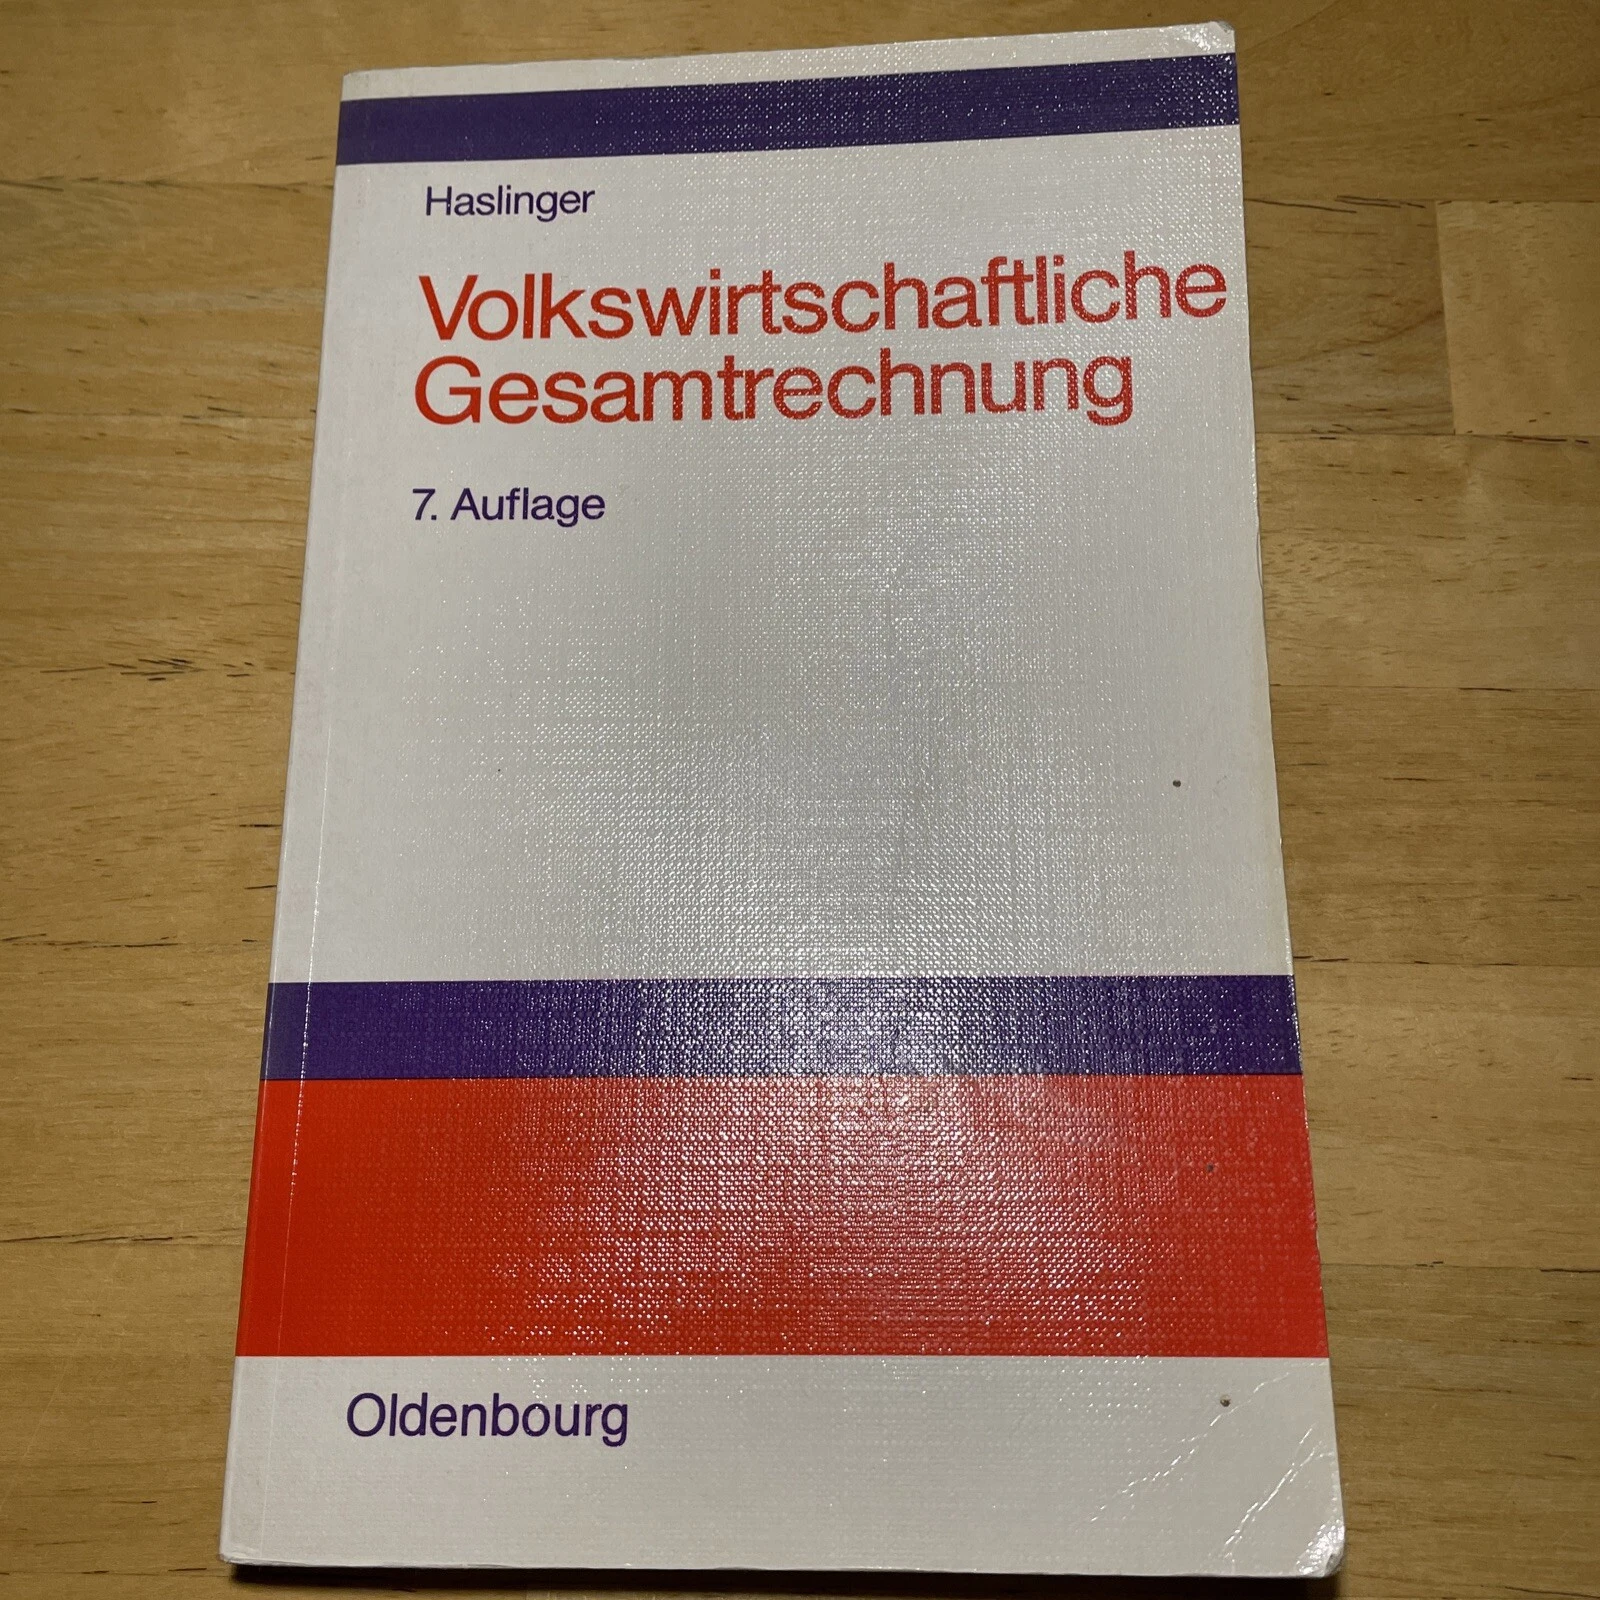 Haslinger
Volkswirtschaftliche
Gesamtrechnung
7. Auflage
Oldenbourg